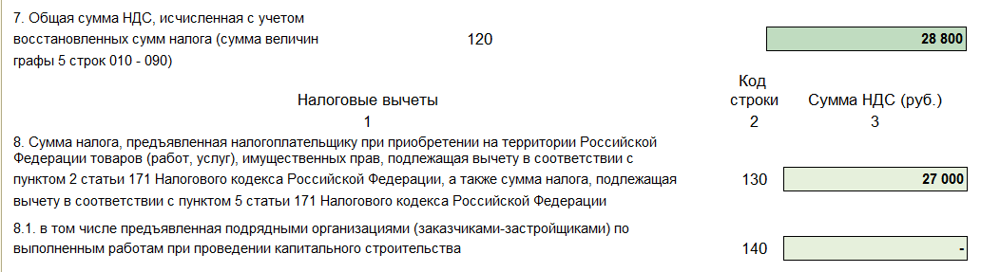 7. Общая сумма НДС, исчисленная с учетом
восстановленных сумм налога (сумма величин
графы 5 строк 010 - 090)
120
28 800
Налоговые вычеты
Код
строки
Сумма НДС (руб.)
1
2
3
8. Сумма налога, предъявленная налогоплательщику при приобретении на территории Российской
Федерации товаров (работ, услуг), имущественных прав, подлежащая вычету в соответствии с
пунктом 2 статьи 171 Налогового кодекса Российской Федерации, а также сумма налога, подлежащая
вычету в соответствии с пунктом 5 статьи 171 Налогового кодекса Российской Федерации
130
27 000
8.1. в том числе предъявленная подрядными организациями (заказчиками-застройщиками) по
выполненным работам при проведении капитального строительства
140
-